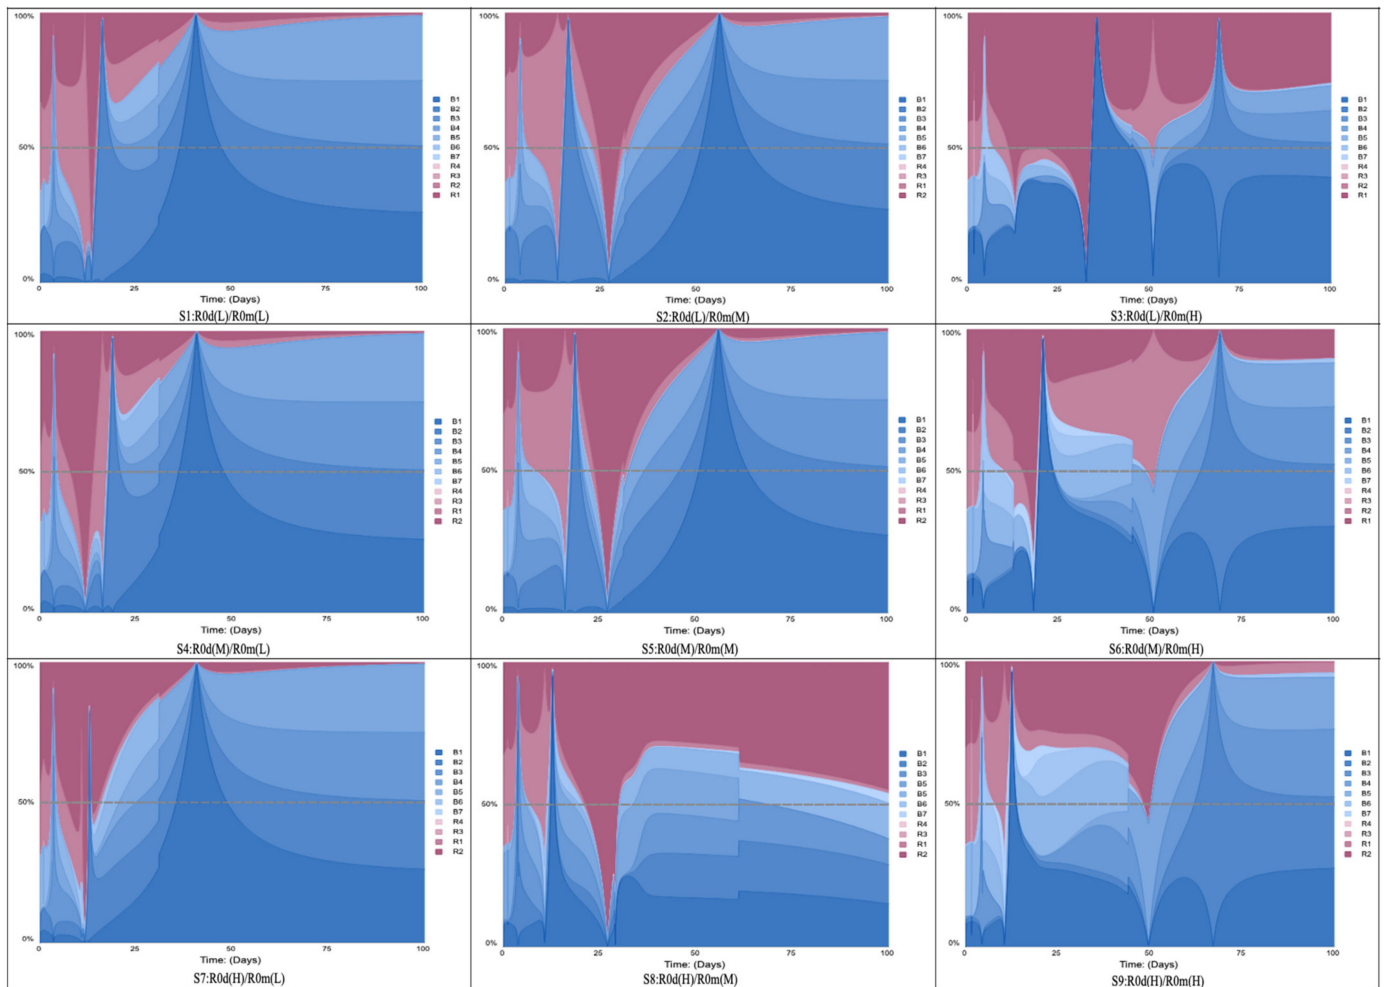 100%
50%
0%
0
25
50
75
100
Time: (Days)
B1
B2
B3
B4
B5
B6
B7
R4
R3
R2
R1
S1:R0d(L)/R0m(L)
100%
50%
0%
0
25
50
75
100
Time: (Days)
B1
B2
B3
B4
B5
B6
B7
R4
R3
R1
R2
S2:R0d(L)/R0m(M)
100%
50%
0%
0
25
50
75
100
Time: (Days)
B1
B2
B3
B4
B5
B6
B7
R4
R3
R2
R1
S3:R0d(L)/R0m(H)
100%
50%
0%
0
25
50
75
100
Time: (Days)
B1
B2
B3
B4
B5
B6
B7
R4
R3
R1
R2
S4:R0d(M)/R0m(L)
100%
50%
0%
0
25
50
75
100
Time: (Days)
B1
B2
B3
B4
B5
B6
B7
R4
R3
R1
R2
S5:R0d(M)/R0m(M)
100%
50%
0%
0
25
50
75
100
Time: (Days)
B1
B2
B3
B4
B5
B6
B7
R4
R3
R2
R1
S6:R0d(M)/R0m(H)
100%
50%
0%
0
25
50
75
100
Time: (Days)
B1
B2
B3
B4
B5
B6
B7
R4
R3
R1
R2
S7:R0d(H)/R0m(L)
100%
50%
0%
0
25
50
75
100
Time: (Days)
B1
B2
B3
B4
B5
B6
B7
R4
R3
R1
R2
S8:R0d(H)/R0m(M)
100%
50%
0%
0
25
50
75
100
Time: (Days)
B1
B2
B3
B4
B5
B6
B7
R4
R3
R1
R2
S9:R0d(H)/R0m(H)